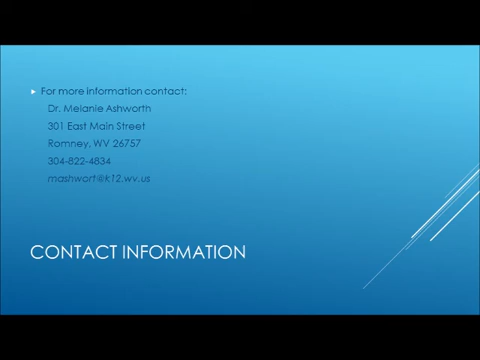 For more information contact:
Dr. Melanie Ashworth
301 East Main Street
Romney, WV 26757
304-822-4834
mashwort@k12.wv.us
CONTACT INFORMATION